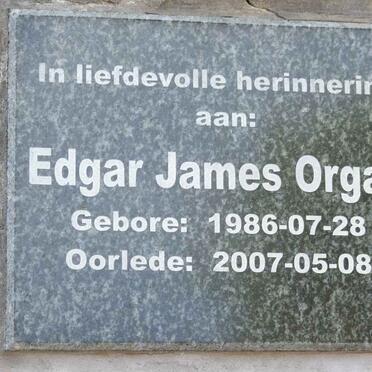 In liefdevolle herinnerin
aan:
Edgar James Orga
Gebore: 1986-07-28
Oorlede: 2007-05-08